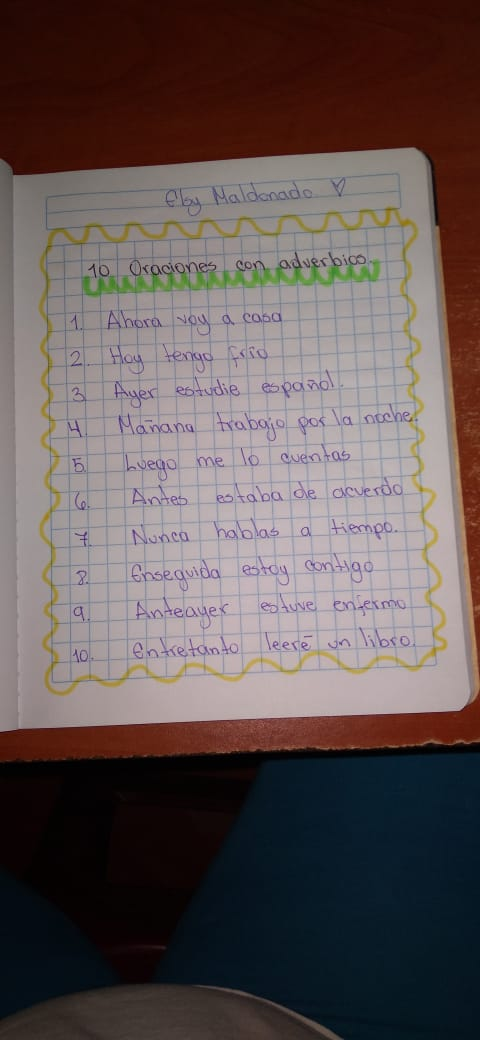 Elsy Maldonado ♡
10 Oraciones con adverbios.
1. Ahora voy a casa
2. Hoy tengo frio
3 Ayer estudie español.
4. Mañana trabajo por la noche.
5. Luego me lo cuentas
6. Antes estaba de acuerdo
7. Nunca hablas a tiempo.
8. Enseguida estoy contigo
9. Anteayer estuve enfermo
10. Entretanto leeré un libro.